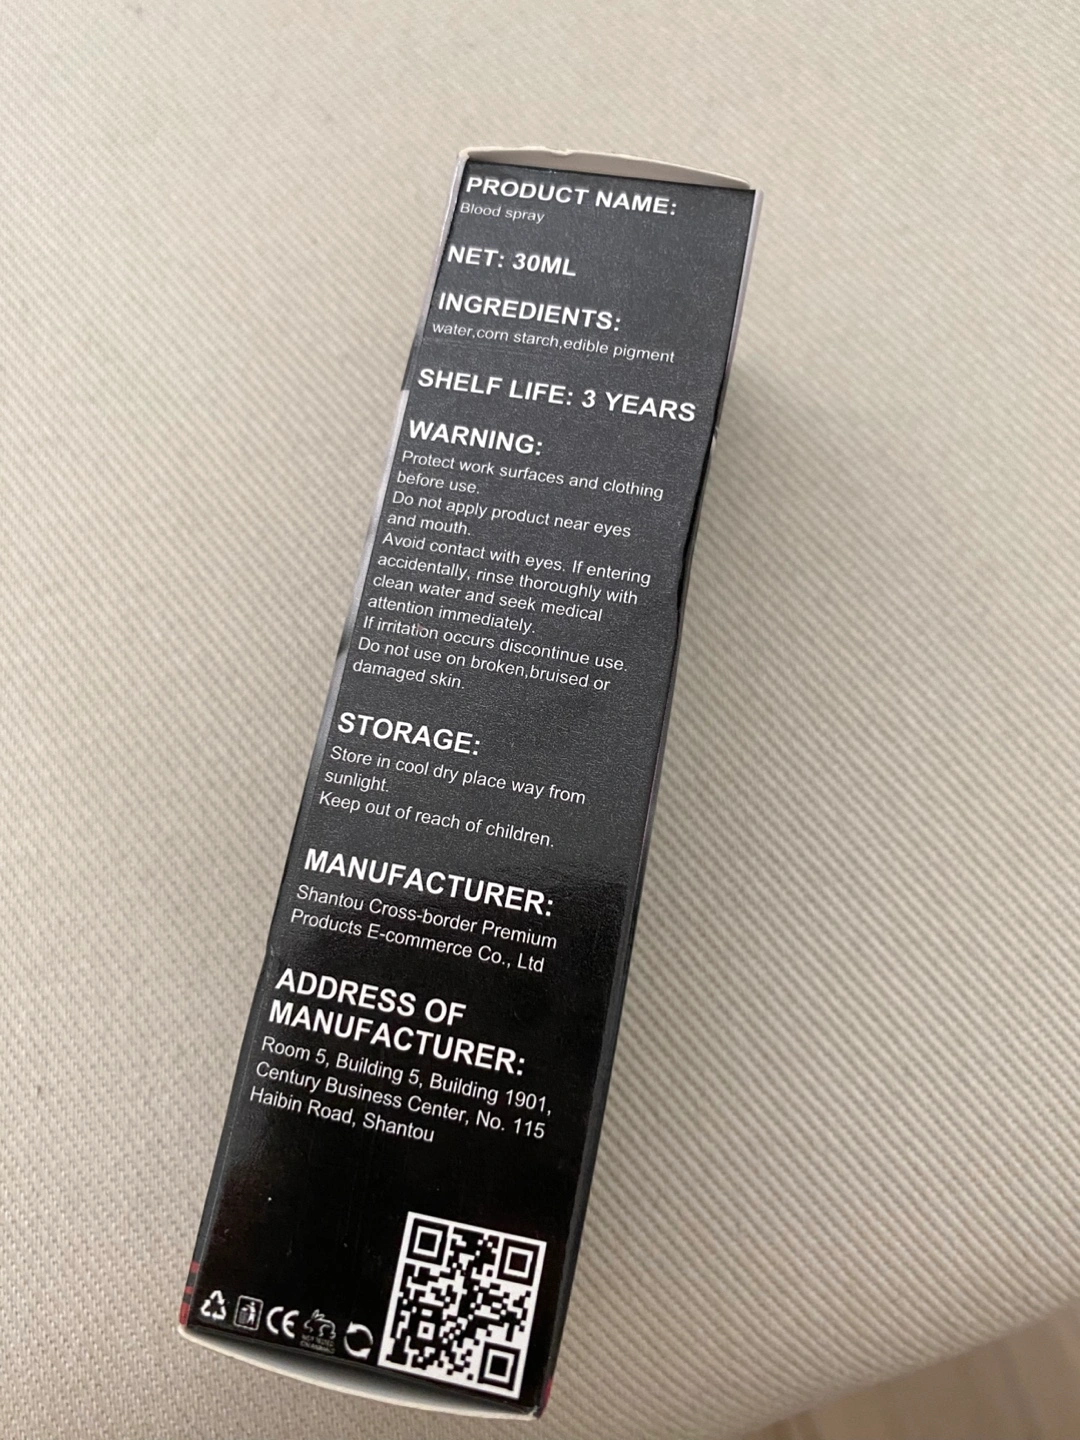 PRODUCT NAME:
Blood spray
NET: 30ML
INGREDIENTS:
water,corn starch,edible pigment
SHELF LIFE: 3 YEARS
WARNING:
Protect work surfaces and clothing
before use.
Do not apply product near eyes
and mouth.
Avoid contact with eyes. If entering
accidentally, rinse thoroughly with
clean water and seek medical
attention immediately.
If irritation occurs discontinue use.
Do not use on broken,bruised or
damaged skin.
STORAGE:
Store in cool dry place way from
sunlight.
Keep out of reach of children.
MANUFACTURER:
Shantou Cross-border Premium
Products E-commerce Co., Ltd
ADDRESS OF
MANUFACTURER:
Room 5, Building 5, Building 1901,
Century Business Center, No. 115
Haibin Road, Shantou
CE